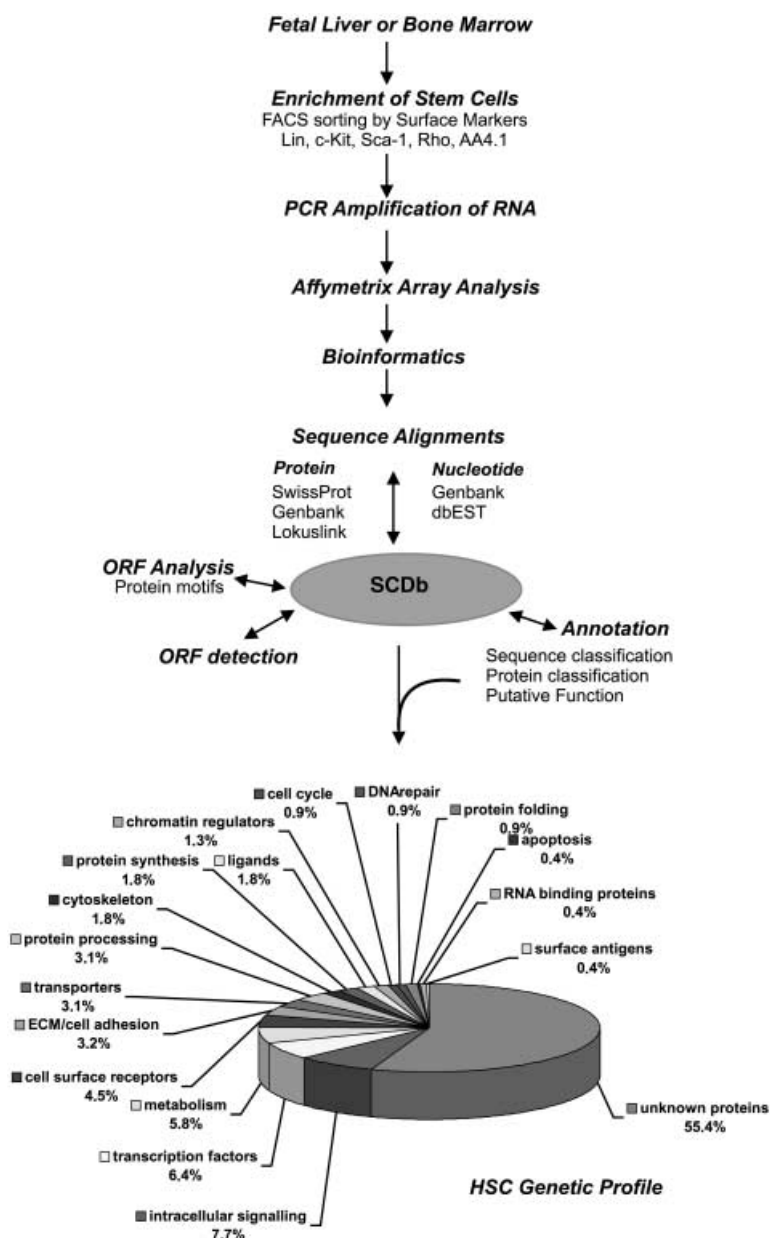 Fetal Liver or Bone Marrow
Enrichment of Stem Cells
FACS sorting by Surface Markers
Lin, c-Kit, Sca-1, Rho, AA4.1
PCR Amplification of RNA
Affymetrix Array Analysis
Bioinformatics
Sequence Alignments
Protein
SwissProt
Genbank
Lokuslink
Nucleotide
Genbank
dbEST
ORF Analysis
Protein motifs
SCDb
ORF detection
Annotation
Sequence classification
Protein classification
Putative Function
cell cycle
0.9%
DNArepair
0.9%
protein folding
0.9%
chromatin regulators
1.3%
apoptosis
0.4%
protein synthesis
1.8%
ligands
1.8%
RNA binding proteins
0.4%
cytoskeleton
1.8%
surface antigens
0.4%
protein processing
3.1%
transporters
3.1%
ECM/cell adhesion
3.2%
cell surface receptors
4.5%
metabolism
5.8%
unknown proteins
55.4%
transcription factors
6.4%
HSC Genetic Profile
intracellular signalling
7.7%